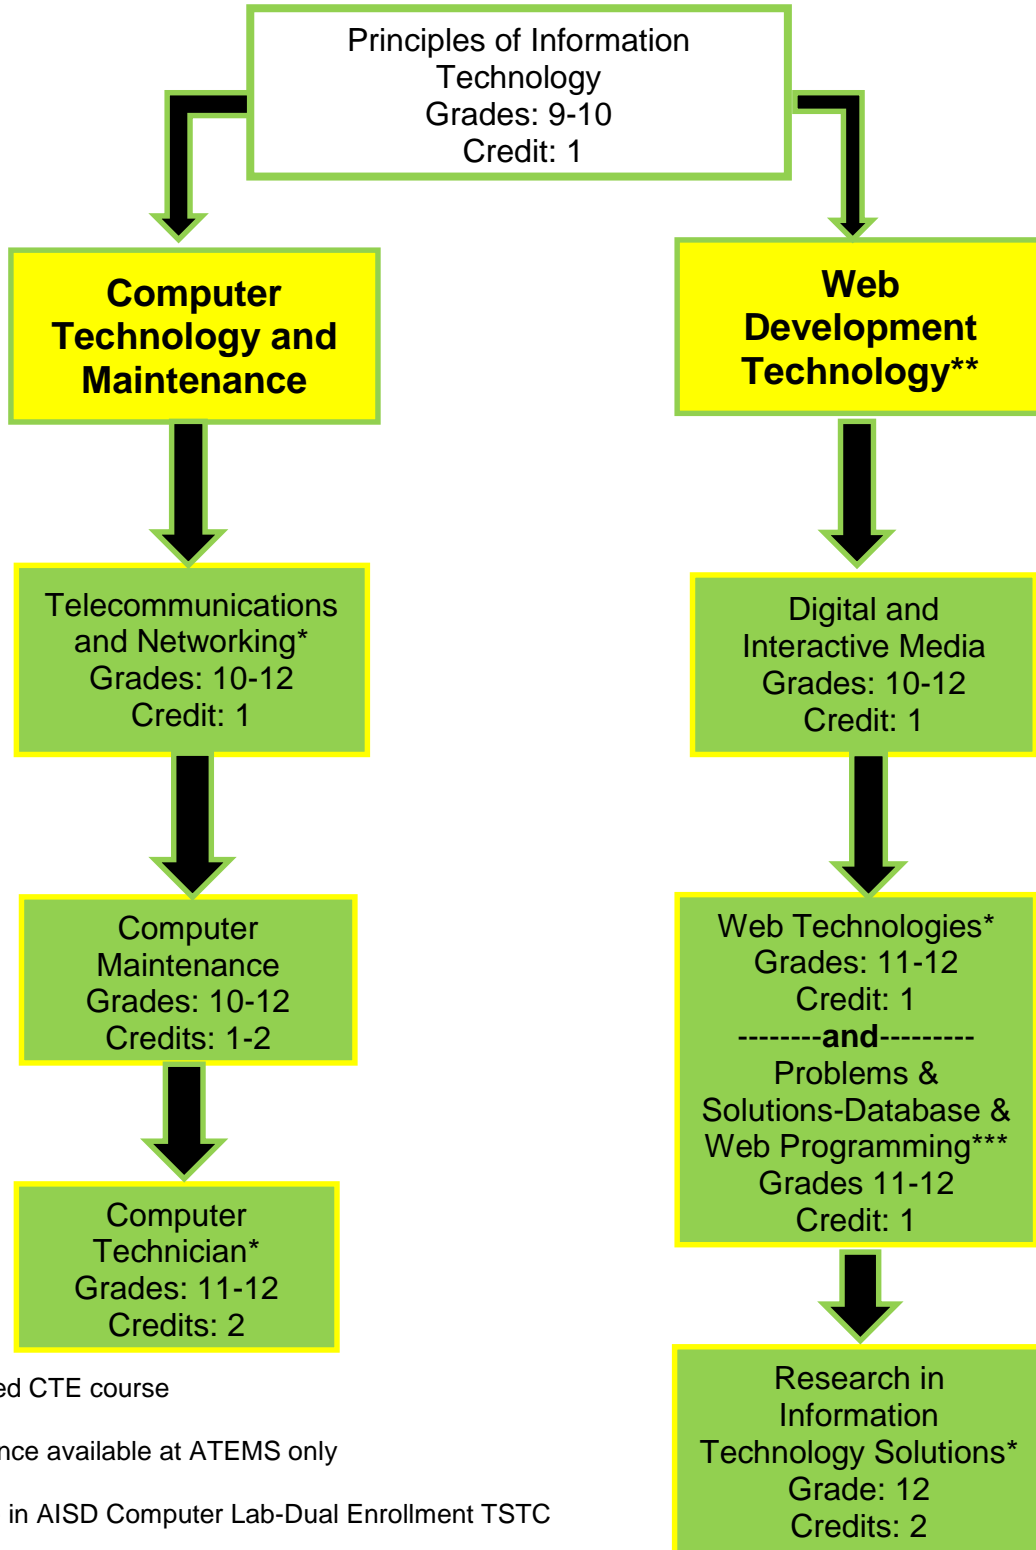 Principles of Information
Technology
Grades: 9-10
Credit: 1
Computer
Technology and
Maintenance
Telecommunications
and Networking*
Grades: 10-12
Credit: 1
Computer
Maintenance
Grades: 10-12
Credits: 1-2
Computer
Technician*
Grades: 11-12
Credits: 2
Web
Development
Technology**
Digital and
Interactive Media
Grades: 10-12
Credit: 1
Web Technologies*
Grades: 11-12
Credit: 1
--------and---------
Problems &
Solutions-Database &
Web Programming***
Grades 11-12
Credit: 1
Research in
Information
Technology Solutions*
Grade: 12
Credits: 2
CTE course
available at ATEMS only
in AISD Computer Lab-Dual Enrollment TSTC